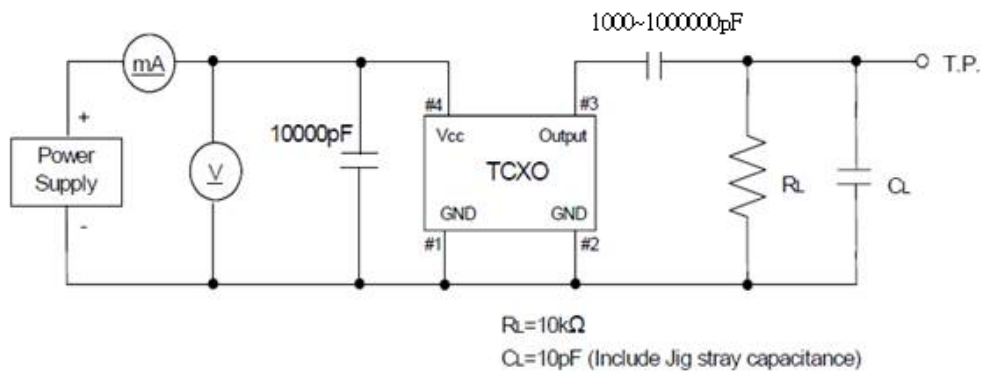 1000~1000000pF
mA
T.P.
#4
#3
+
10000pF
Vcc
Output
Power
Supply
V
TCXO
RL
CL
GND
GND
-
#1
#2
RL=10kΩ
CL=10pF (Include Jig stray capacitance)